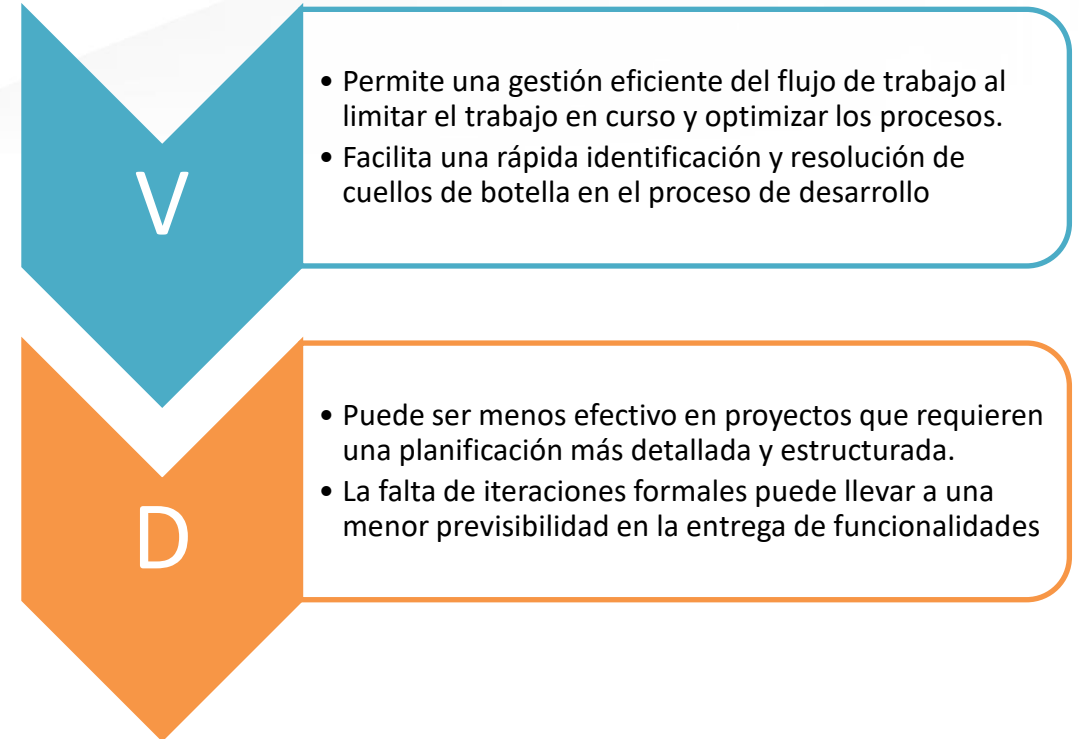 V
• Permite una gestión eficiente del flujo de trabajo al
limitar el trabajo en curso y optimizar los procesos.
• Facilita una rápida identificación y resolución de
cuellos de botella en el proceso de desarrollo
D
• Puede ser menos efectivo en proyectos que requieren
una planificación más detallada y estructurada.
• La falta de iteraciones formales puede llevar a una
menor previsibilidad en la entrega de funcionalidades